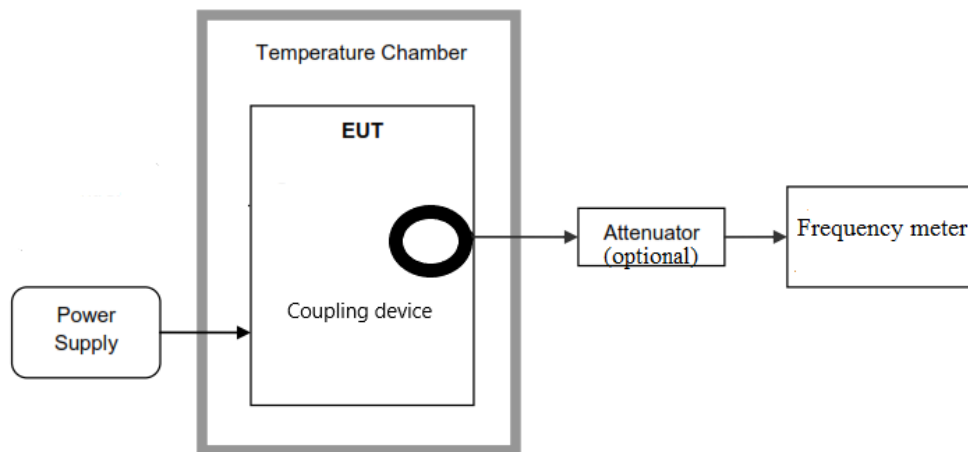 Temperature Chamber
EUT
Coupling device
Power
Supply
Attenuator
(optional)
Frequency meter